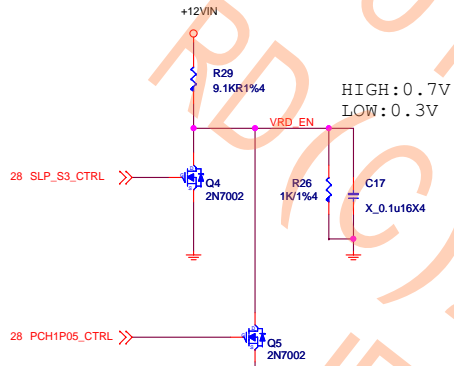 +12VIN
R29
9.1KR1%4
HIGH:0.7V
LOW:0.3V
VRD_EN
28 SLP_S3_CTRL
Q4
2N7002
R26
1K/1%4
C17
X_0.1u16X4
28 PCH1P05_CTRL
Q5
2N7002